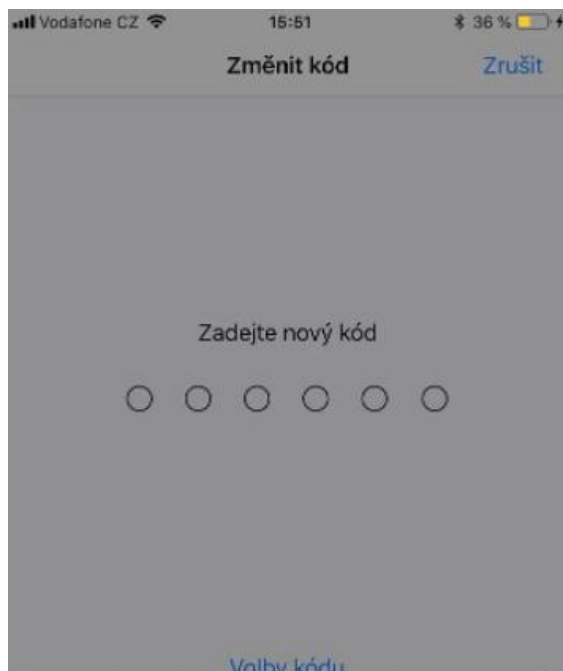 Vodafone CZ 15:51 36 %
Změnit kód Zrušit
Zadejte nový kód
Volby kódu